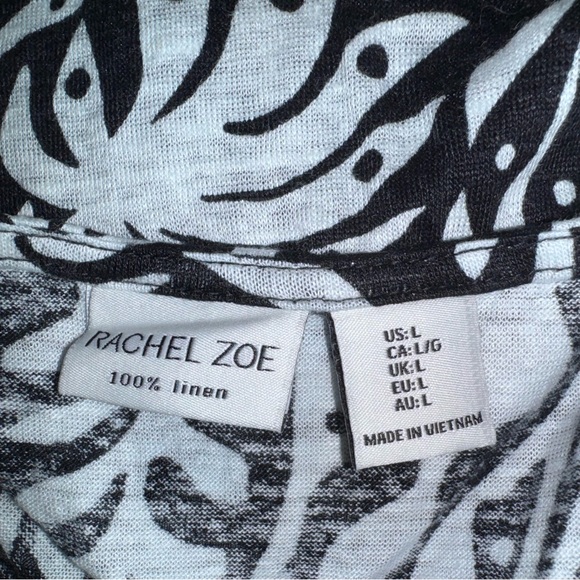 RACHEL ZOE
100% linen
US: L
CA: L/G
UK: L
EU: L
AU: L
MADE IN VIETNAM